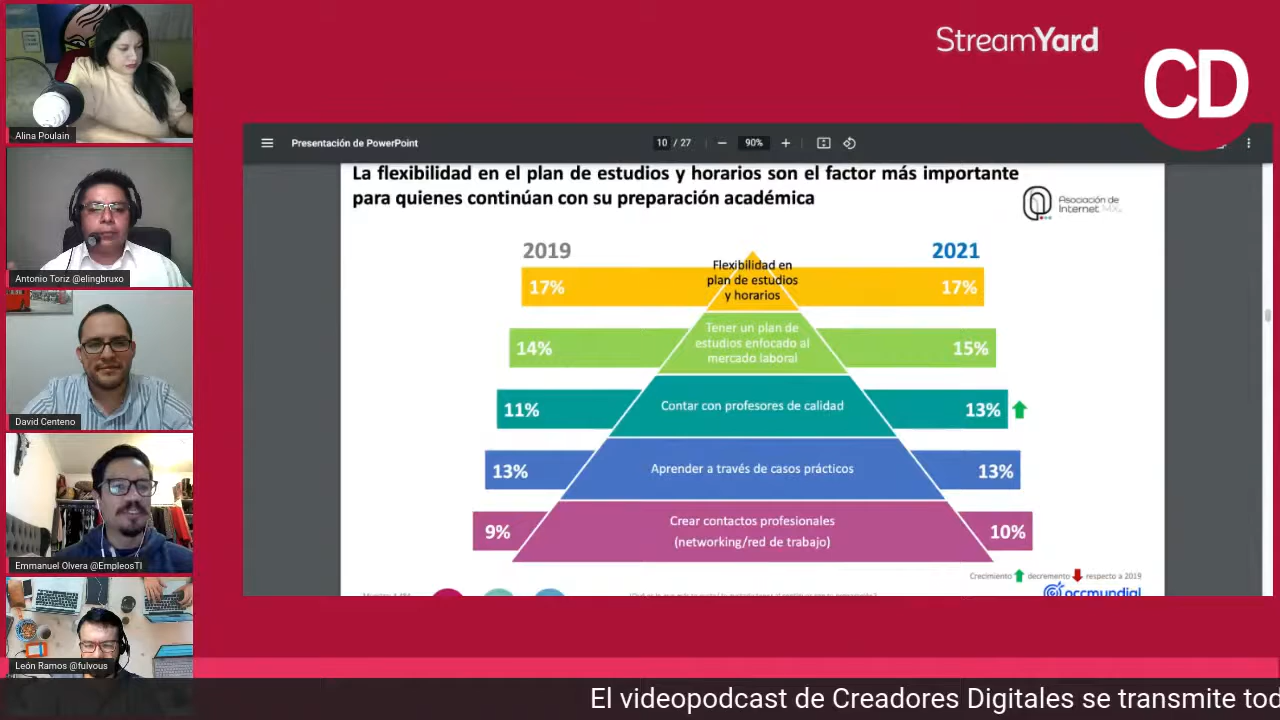 StreamYard
CD
Alina Poulain
Antonio Toriz @elingbruxo
David Centeno
Emmanuel Olvera @EmpleosTI
León Ramos @fulvous
Presentación de PowerPoint
10 / 27
90%
La flexibilidad en el plan de estudios y horarios son el factor más importante
para quienes continúan con su preparación académica
Asociación de
Internet MX
2019
2021
Flexibilidad en
plan de estudios
y horarios
17%
17%
Tener un plan de
estudios enfocado al
mercado laboral
14%
15%
Contar con profesores de calidad
11%
13%
Aprender a través de casos prácticos
13%
13%
Crear contactos profesionales
(networking/red de trabajo)
9%
10%
Crecimiento decremento respecto a 2019
occmundial
El videopodcast de Creadores Digitales se transmite tod